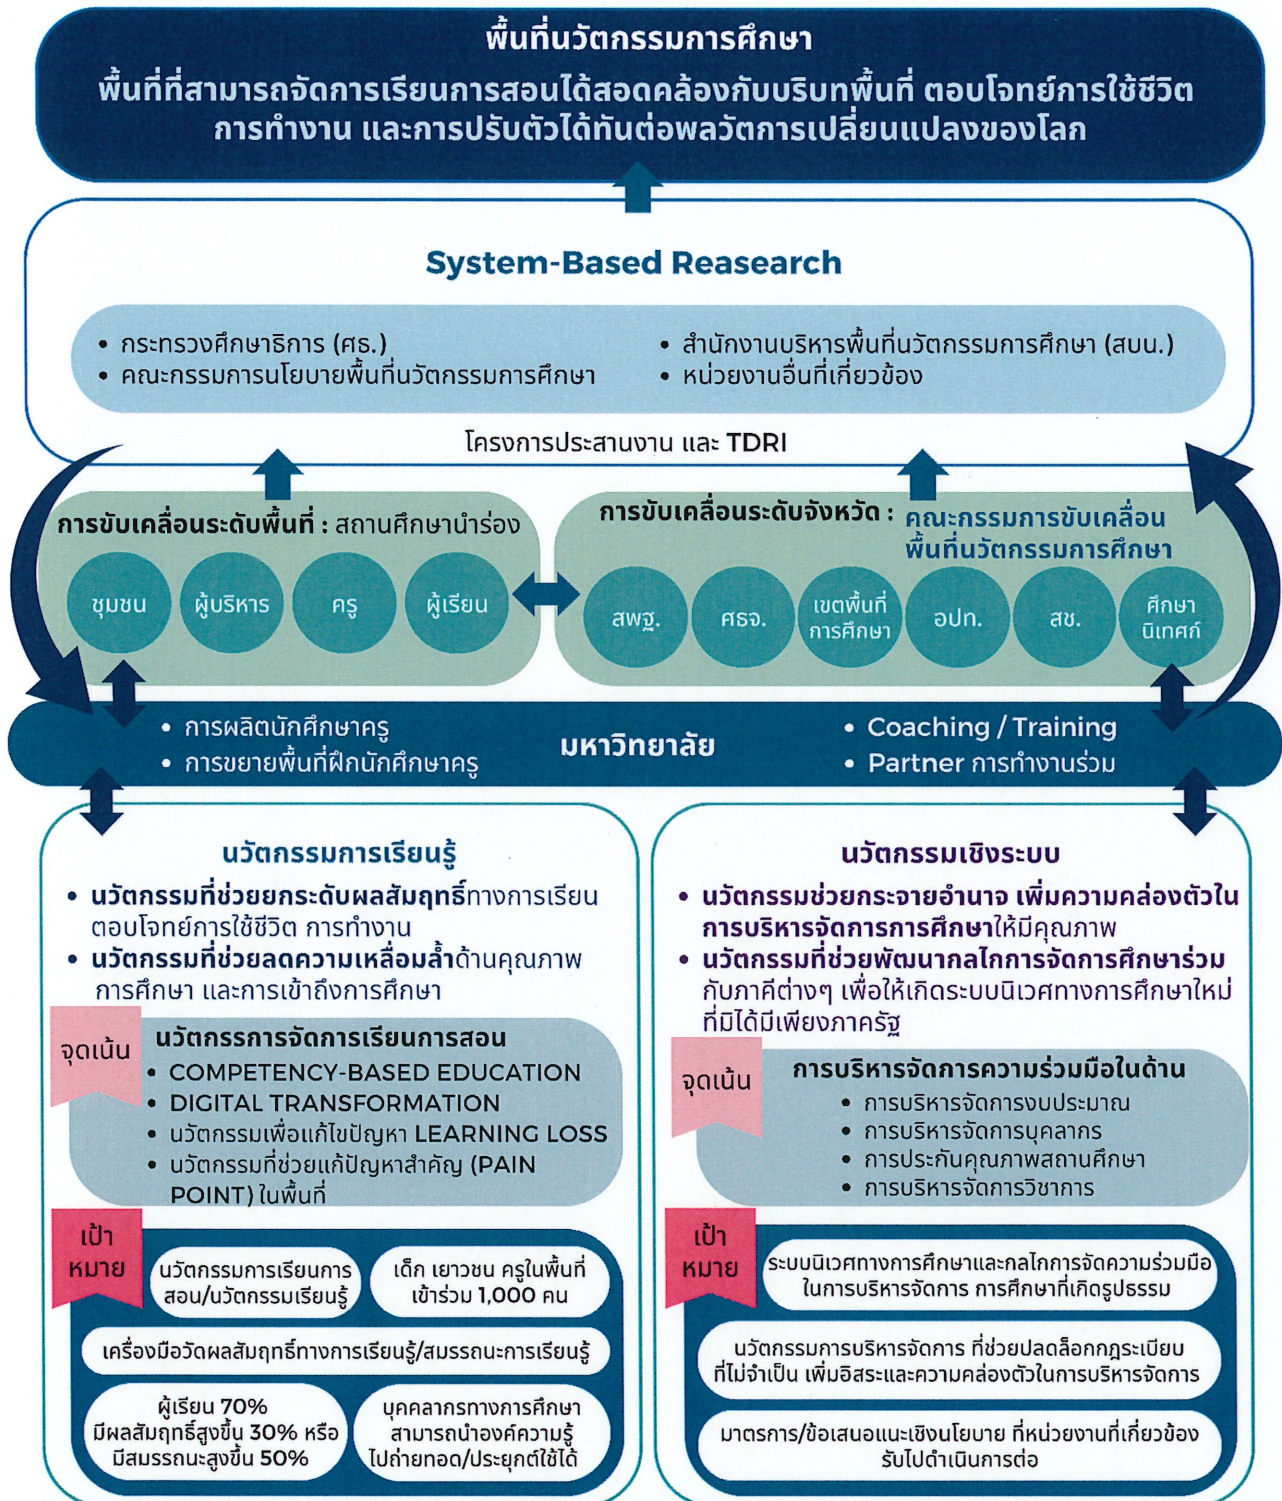 พื้นที่นวัตกรรมการศึกษา
พื้นที่ที่สามารถจัดการเรียนการสอนได้สอดคล้องกับบริบทพื้นที่ ตอบโจทย์การใช้ชีวิต
การทำงาน และการปรับตัวได้ทันต่อพลวัตการเปลี่ยนแปลงของโลก
System-Based Reasearch
• กระทรวงศึกษาธิการ (ศธ.)
• คณะกรรมการนโยบายพื้นที่นวัตกรรมการศึกษา
• สำนักงานบริหารพื้นที่นวัตกรรมการศึกษา (สบน.)
• หน่วยงานอื่นที่เกี่ยวข้อง
โครงการประสานงาน และ TDRI
การขับเคลื่อนระดับพื้นที่ : สถานศึกษานำร่อง
ชุมชน
ผู้บริหาร
ครู
ผู้เรียน
การขับเคลื่อนระดับจังหวัด : คณะกรรมการขับเคลื่อน
พื้นที่นวัตกรรมการศึกษา
สพฐ.
ศธจ.
เขตพื้นที่
การศึกษา
อปท.
สช.
ศึกษา
นิเทศก์
• การผลิตนักศึกษาครู
• การขยายพื้นที่ฝึกนักศึกษาครู
มหาวิทยาลัย
• Coaching / Training
• Partner การทำงานร่วม
นวัตกรรมการเรียนรู้
• นวัตกรรมที่ช่วยยกระดับผลสัมฤทธิ์ทางการเรียน
ตอบโจทย์การใช้ชีวิต การทำงาน
• นวัตกรรมที่ช่วยลดความเหลื่อมล้ำด้านคุณภาพ
การศึกษา และการเข้าถึงการศึกษา
จุดเน้น
นวัตกรรการจัดการเรียนการสอน
• COMPETENCY-BASED EDUCATION
• DIGITAL TRANSFORMATION
• นวัตกรรมเพื่อแก้ไขปัญหา LEARNING LOSS
• นวัตกรรมที่ช่วยแก้ปัญหาสำคัญ (PAIN
POINT) ในพื้นที่
เป้า
หมาย
นวัตกรรมการเรียนการ
สอน/นวัตกรรมเรียนรู้
เด็ก เยาวชน ครูในพื้นที่
เข้าร่วม 1,000 คน
เครื่องมือวัดผลสัมฤทธิ์ทางการเรียนรู้/สมรรถนะการเรียนรู้
ผู้เรียน 70%
มีผลสัมฤทธิ์สูงขึ้น 30% หรือ
มีสมรรถนะสูงขึ้น 50%
บุคคลากรทางการศึกษา
สามารถนำองค์ความรู้
ไปถ่ายทอด/ประยุกต์ใช้ได้
นวัตกรรมเชิงระบบ
• นวัตกรรมช่วยกระจายอำนาจ เพิ่มความคล่องตัวใน
การบริหารจัดการการศึกษาให้มีคุณภาพ
• นวัตกรรมที่ช่วยพัฒนากลไกการจัดการศึกษาร่วม
กับภาคีต่างๆ เพื่อให้เกิดระบบนิเวศทางการศึกษาใหม่
ที่มิได้มีเพียงภาครัฐ
จุดเน้น
การบริหารจัดการความร่วมมือในด้าน
• การบริหารจัดการงบประมาณ
• การบริหารจัดการบุคลากร
• การประกันคุณภาพสถานศึกษา
• การบริหารจัดการวิชาการ
เป้า
หมาย
ระบบนิเวศทางการศึกษาและกลไกการจัดความร่วมมือ
ในการบริหารจัดการ การศึกษาที่เกิดรูปธรรม
นวัตกรรมการบริหารจัดการ ที่ช่วยปลดล็อกกฎระเบียบ
ที่ไม่จำเป็น เพิ่มอิสระและความคล่องตัวในการบริหารจัดการ
มาตรการ/ข้อเสนอแนะเชิงนโยบาย ที่หน่วยงานที่เกี่ยวข้อง
รับไปดำเนินการต่อ